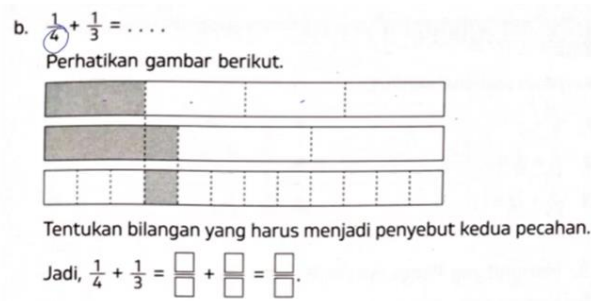 b. 1/4 + 1/3 = . . . .
Perhatikan gambar berikut.
Tentukan bilangan yang harus menjadi penyebut kedua pecahan.
Jadi, 1/4 + 1/3 = □/□ + □/□ = □/□.